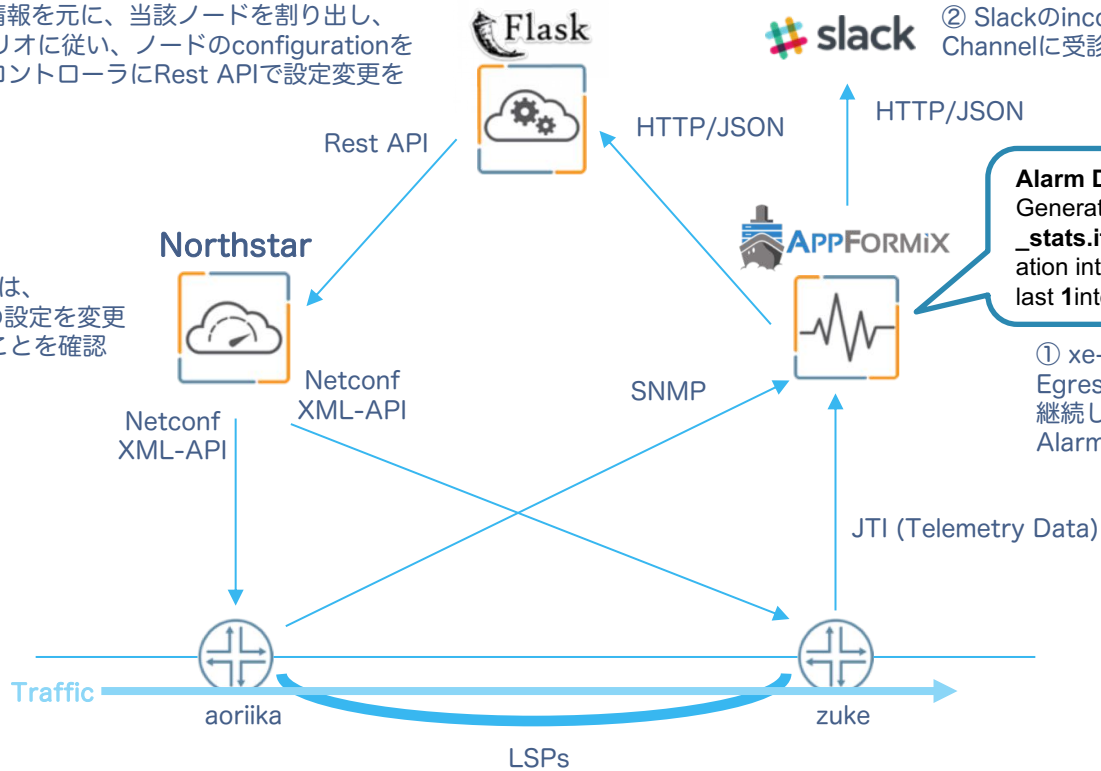 情報を元に、当該ノードを割り出し、
リオに従い、ノードのconfigurationを
コントローラにRest APIで設定変更を
Flask
slack
② Slackのinco
Channelに受診
HTTP/JSON
HTTP/JSON
Rest API
Alarm D
Generat
_stats.i
ation int
last 1int
APPFORMIX
Northstar
は、
の設定を変更
ことを確認
① xe-
Egres
継続し
Alarm
Netconf
XML-API
Netconf
XML-API
SNMP
JTI (Telemetry Data)
Traffic
aoriika
zuke
LSPs